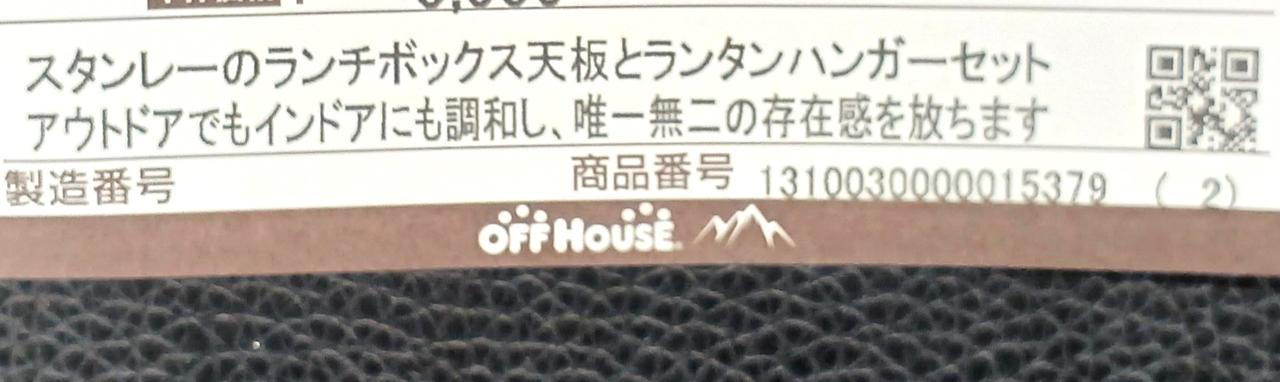 スタンレーのランチボックス天板とランタンハンガーセット
アウトドアでもインドアにも調和し、唯一無二の存在感を放ちます
製造番号 商品番号 1310030000015379 ( 2)
OFF HOUSE